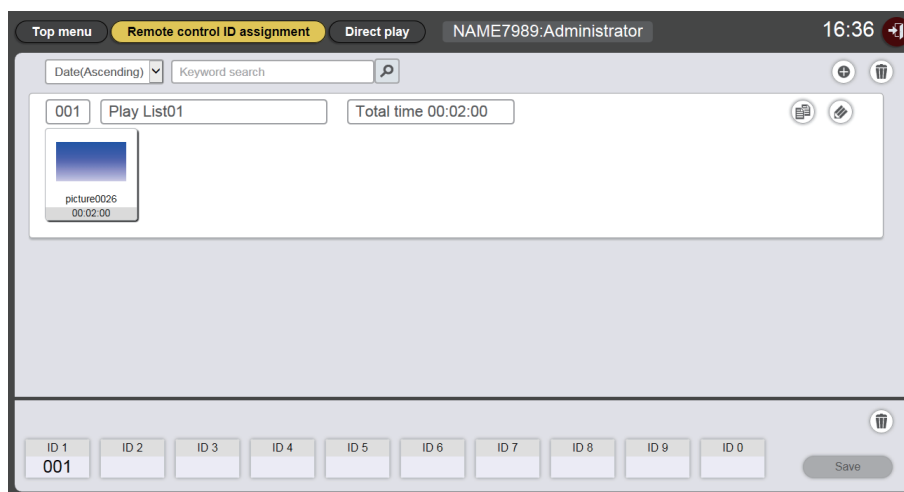 Top menu Remote control ID assignment Direct play NAME7989:Administrator 16:36
Date(Ascending) Keyword search
001 Play List01 Total time 00:02:00
picture0026
00:02:00
ID 1 ID 2 ID 3 ID 4 ID 5 ID 6 ID 7 ID 8 ID 9 ID 0
001
Save